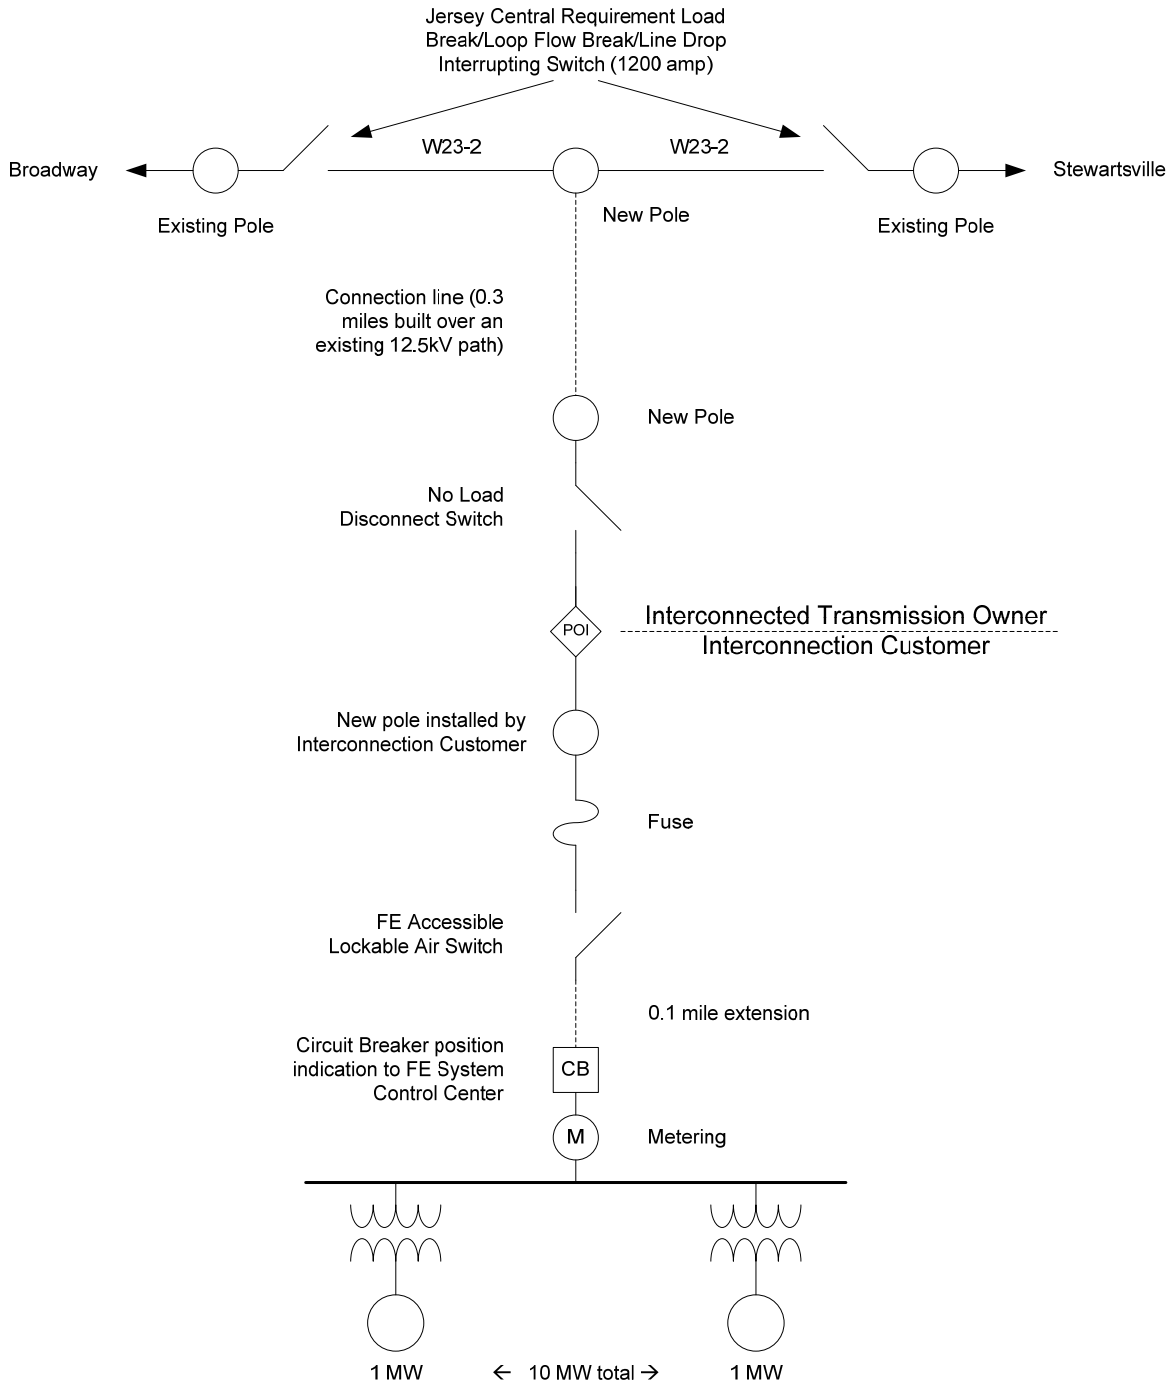 Jersey Central Requirement Load
Break/Loop Flow Break/Line Drop
Interrupting Switch (1200 amp)
W23-2
W23-2
Broadway
Stewartsville
Existing Pole
New Pole
Existing Pole
Connection line (0.3
miles built over an
existing 12.5kV path)
New Pole
No Load
Disconnect Switch
POI
Interconnected Transmission Owner
Interconnection Customer
New pole installed by
Interconnection Customer
Fuse
FE Accessible
Lockable Air Switch
0.1 mile extension
Circuit Breaker position
indication to FE System
Control Center
CB
M
Metering
1 MW
← 10 MW total →
1 MW